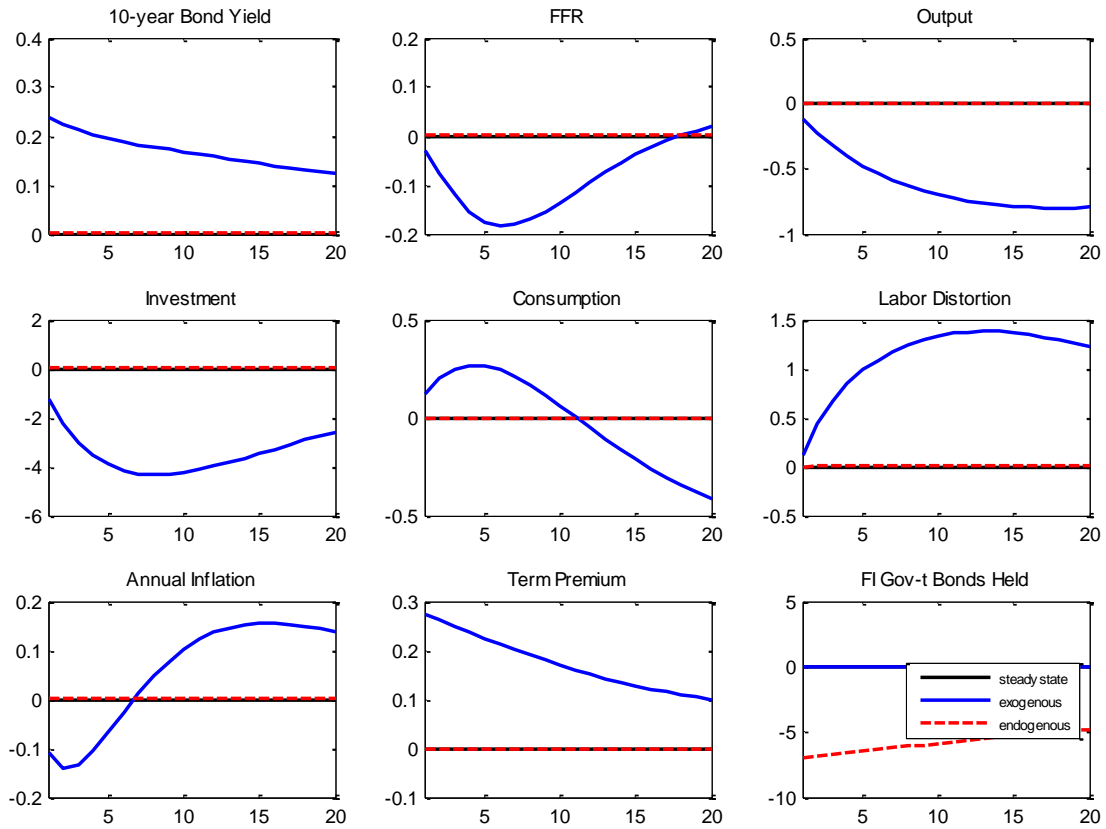 10-year Bond Yield
0.4
0.3
0.2
0.1
0
5 10 15 20
FFR
0.2
0.1
0
-0.1
-0.2
5 10 15 20
Output
0.5
0
-0.5
-1
5 10 15 20
Investment
2
0
-2
-4
-6
5 10 15 20
Consumption
0.5
0
-0.5
5 10 15 20
Labor Distortion
1.5
1
0.5
0
-0.5
5 10 15 20
Annual Inflation
0.2
0.1
0
-0.1
-0.2
5 10 15 20
Term Premium
0.3
0.2
0.1
0
-0.1
5 10 15 20
FI Gov-t Bonds Held
5
0
-5
-10
5 10 15 20
steady state
exogenous
endogenous